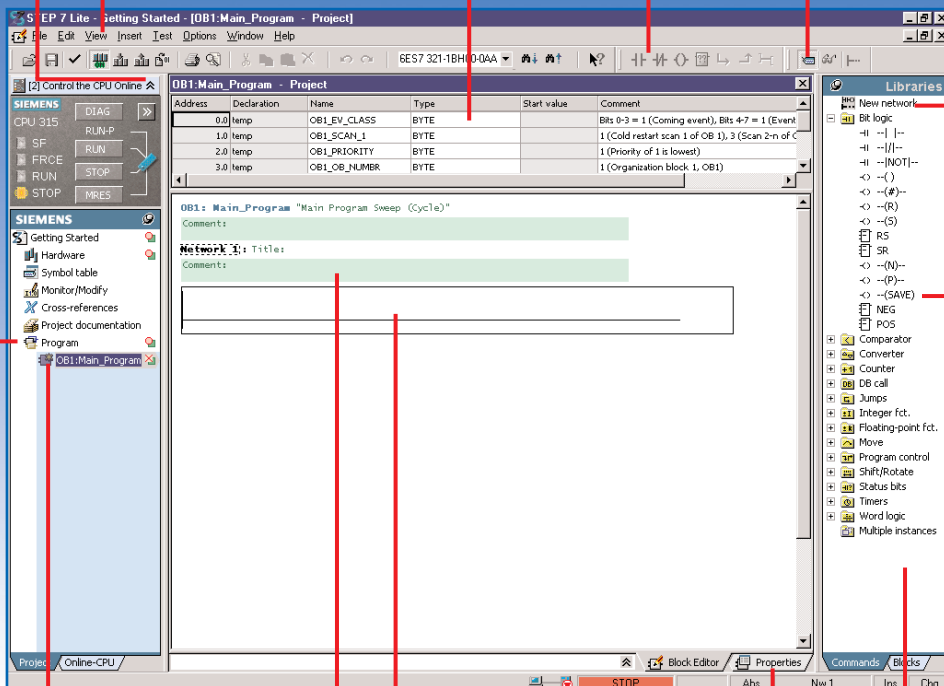 STEP 7 Lite - Getting Started - [OB1:Main_Program - Project]
File Edit View Insert Test Options Window Help
6ES7 321-1BH00-0AA
[2] Control the CPU Online
SIEMENS
CPU 315
DIAG
RUN-P
SF
RUN
FRCE
RUN
STOP
STOP
MRES
SIEMENS
Getting Started
Hardware
Symbol table
Monitor/Modify
Cross-references
Project documentation
Program
OB1:Main_Program
Project
Online-CPU
OB1:Main_Program - Project
Address Declaration Name Type Start value Comment
0.0 temp OB1_EV_CLASS BYTE Bits 0-3 = 1 (Coming event), Bits 4-7 = 1 (Event
1.0 temp OB1_SCAN_1 BYTE 1 (Cold restart scan 1 of OB 1), 3 (Scan 2-n of
2.0 temp OB1_PRIORITY BYTE 1 (Priority of 1 is lowest)
3.0 temp OB1_OB_NUMBR BYTE 1 (Organization block 1, OB1)
OB1: Main_Program "Main Program Sweep (Cycle)"
Comment:
Network 1: Title:
Comment:
Block Editor
Properties
Libraries
New network
Bit logic
--| |--
--|/|--
--|NOT|--
--( )
--(#)--
--(R)
--(S)
RS
SR
--(N)--
--(P)--
--(SAVE)
NEG
POS
Comparator
Converter
Counter
DB call
Jumps
Integer fct.
Floating-point fct.
Move
Program control
Shift/Rotate
Status bits
Timers
Word logic
Multiple instances
Commands
Blocks
STOP Abs Nw 1 Ins Chg